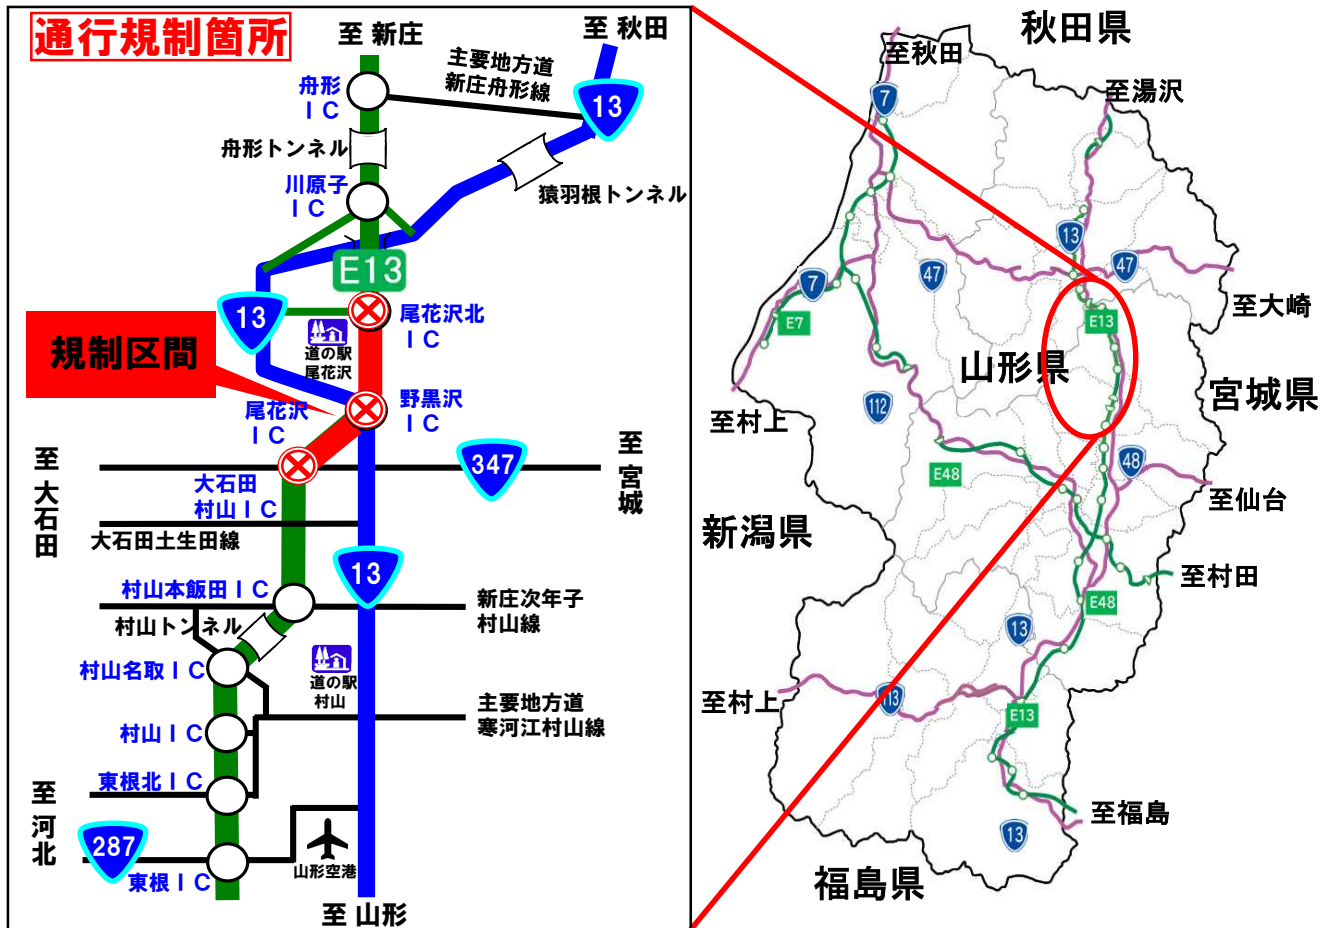 通行規制箇所
至 新庄
至 秋田
主要地方道
新庄舟形線
舟形
ＩＣ
13
舟形トンネル
川原子
ＩＣ
猿羽根トンネル
E13
13
尾花沢北
ＩＣ
道の駅
尾花沢
規制区間
尾花沢
ＩＣ
野黒沢
ＩＣ
至 大石田
347
至 宮城
大石田
村山ＩＣ
大石田土生田線
13
村山本飯田ＩＣ
新庄次年子
村山線
村山トンネル
村山名取ＩＣ
道の駅
村山
主要地方道
寒河江村山線
村山ＩＣ
東根北ＩＣ
至 河北
287
山形空港
東根ＩＣ
至 山形
秋田県
至秋田
7
至湯沢
13
47
47
7
至大崎
E7
E13
山形県
宮城県
112
至村上
48
E48
至仙台
新潟県
至村田
E48
13
113
至村上
E13
至福島
13
福島県